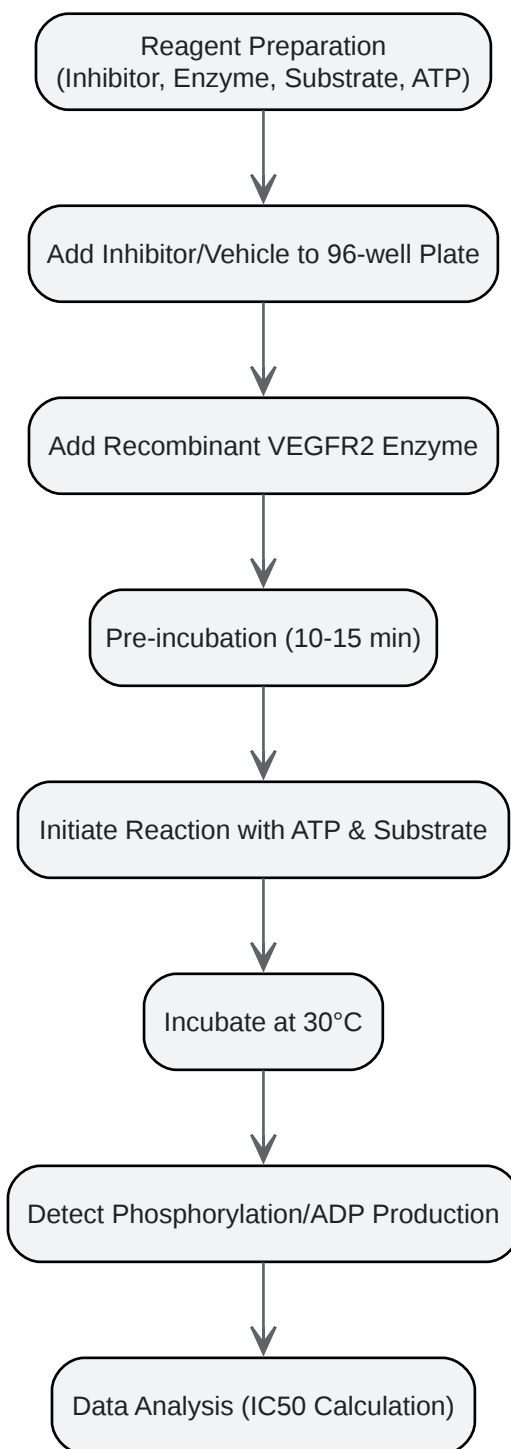 Reagent Preparation
(Inhibitor, Enzyme, Substrate, ATP)
Add Inhibitor/Vehicle to 96-well Plate
Add Recombinant VEGFR2 Enzyme
Pre-incubation (10-15 min)
Initiate Reaction with ATP & Substrate
Incubate at 30°C
Detect Phosphorylation/ADP Production
Data Analysis (IC50 Calculation)